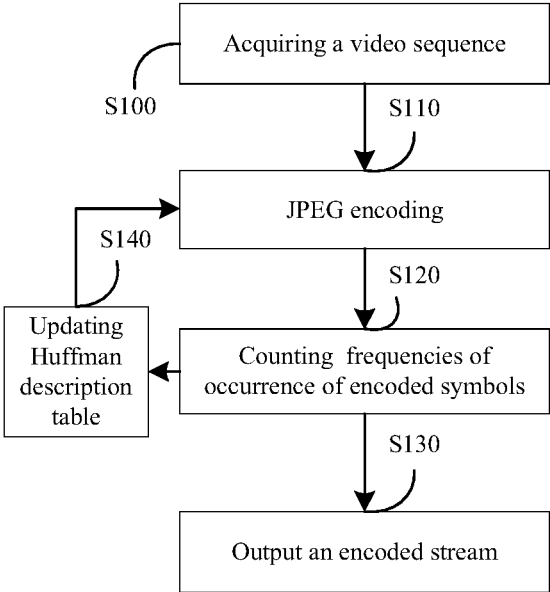 Acquiring a video sequence
S100
S110
JPEG encoding
S140
S120
Updating
Huffman
description
table
Counting frequencies of
occurrence of encoded symbols
S130
Output an encoded stream